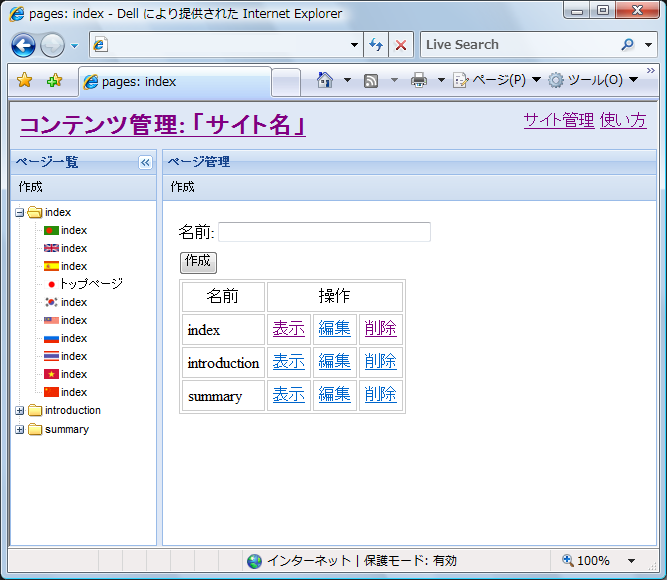 pages: index - Dell により提供された Internet Explorer
Live Search
pages: index
ページ(P) ツール(O) »
コンテンツ管理: 「サイト名」
サイト管理 使い方
ページ一覧
ページ管理
作成
作成
index
index
index
index
トップページ
index
index
index
index
index
index
introduction
summary
名前:
作成
名前 操作
index 表示 編集 削除
introduction 表示 編集 削除
summary 表示 編集 削除
インターネット | 保護モード: 有効
100%